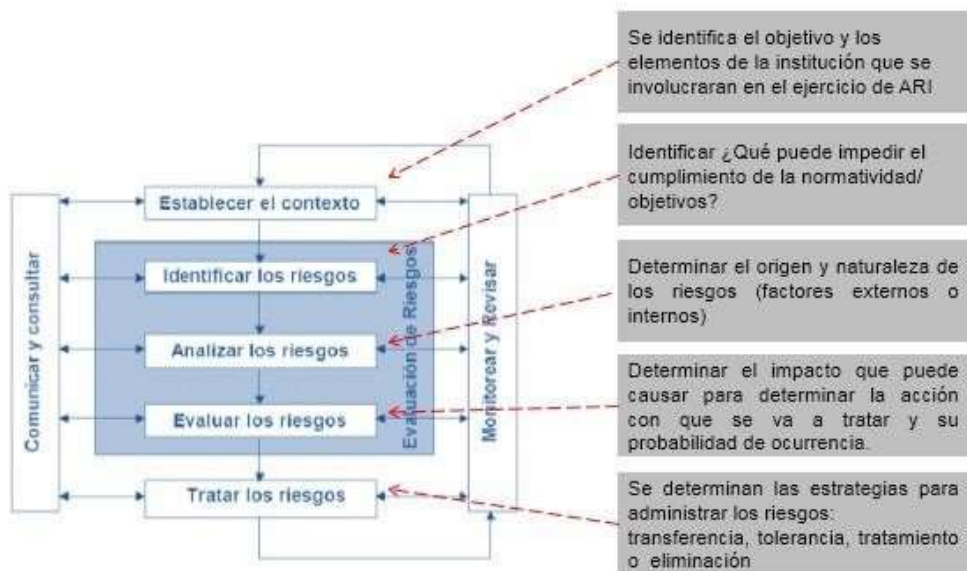 Se identifica el objetivo y los
elementos de la institución que se
involucraran en el ejercicio de ARI
Identificar ¿Qué puede impedir el
cumplimiento de la normatividad/
objetivos?
Determinar el origen y naturaleza de
los riesgos (factores externos o
internos)
Determinar el impacto que puede
causar para determinar la acción
con que se va a tratar y su
probabilidad de ocurrencia.
Se determinan las estrategias para
administrar los riesgos:
transferencia, tolerancia, tratamiento
o eliminación
Comunicar y consultar
Establecer el contexto
Identificar los riesgos
Analizar los riesgos
Evaluar los riesgos
Tratar los riesgos
Evaluación de Riesgos
Monitorear y Revisar